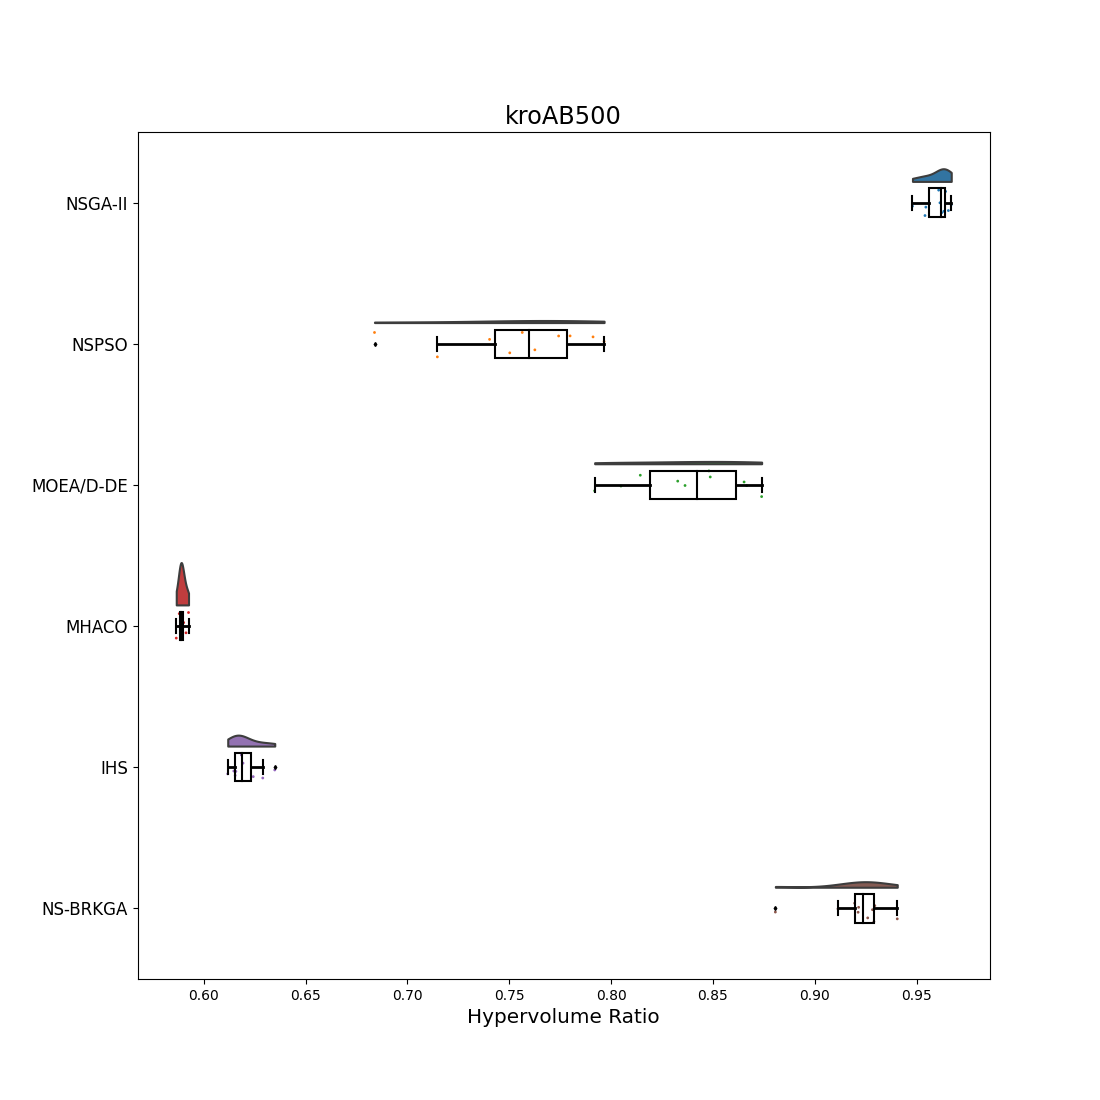 kroAB500
NSGA-II
NSPSO
MOEA/D-DE
MHACO
IHS
NS-BRKGA
0.60 0.65 0.70 0.75 0.80 0.85 0.90 0.95
Hypervolume Ratio